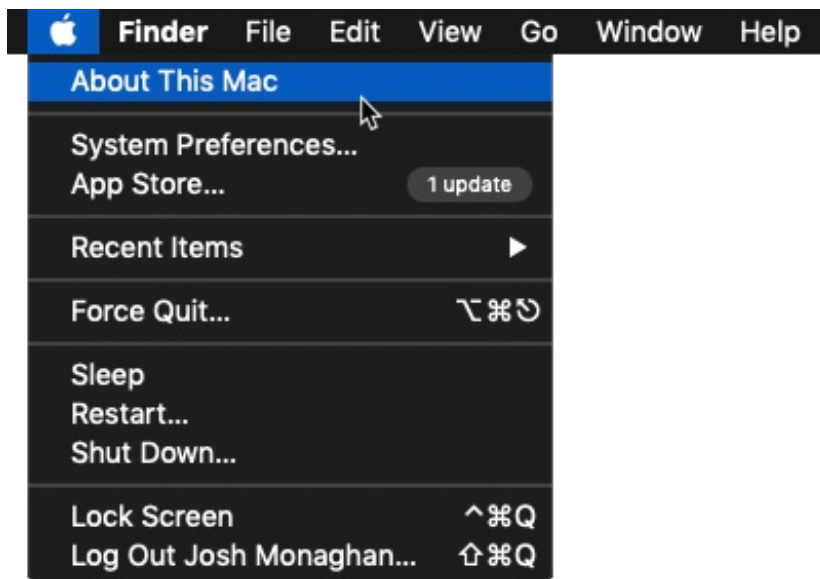 Finder File Edit View Go Window Help
About This Mac
System Preferences...
App Store... 1 update
Recent Items ▶
Force Quit... ⌥⌘⎋
Sleep
Restart...
Shut Down...
Lock Screen ^⌘Q
Log Out Josh Monaghan... ⇧⌘Q